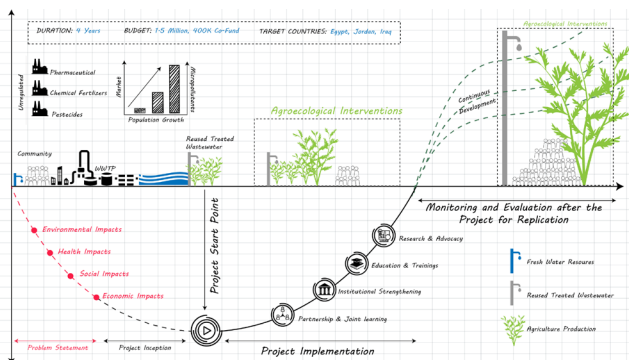 Agroecological Interventions
DURATION: 4 Years
BUDGET: 1-5 Million, 400K Co-Fund
TARGET COUNTRIES: Egypt, Jorden, Iraq
Unregulated
Pharmaceutical
Chemical Fertilizers
Pestecides
Market
Micropollutents
Population Growth
Continuous
Development
Agroecological Interventions
Reused Treated
Wastewater
Community
WWTP
Monitoring and Evaluation after the
Project for Replication
Project Start Point
Environmental Impacts
Health Impacts
Social Impacts
Economic Impacts
Research & Advocacy
Education & Trainings
Institutional Strengthening
Partnership & Joint learning
Fresh Water Resoures
Reused Treated Wastewater
Agriculture Production
Problem Statement
Project Inception
Project Implementation